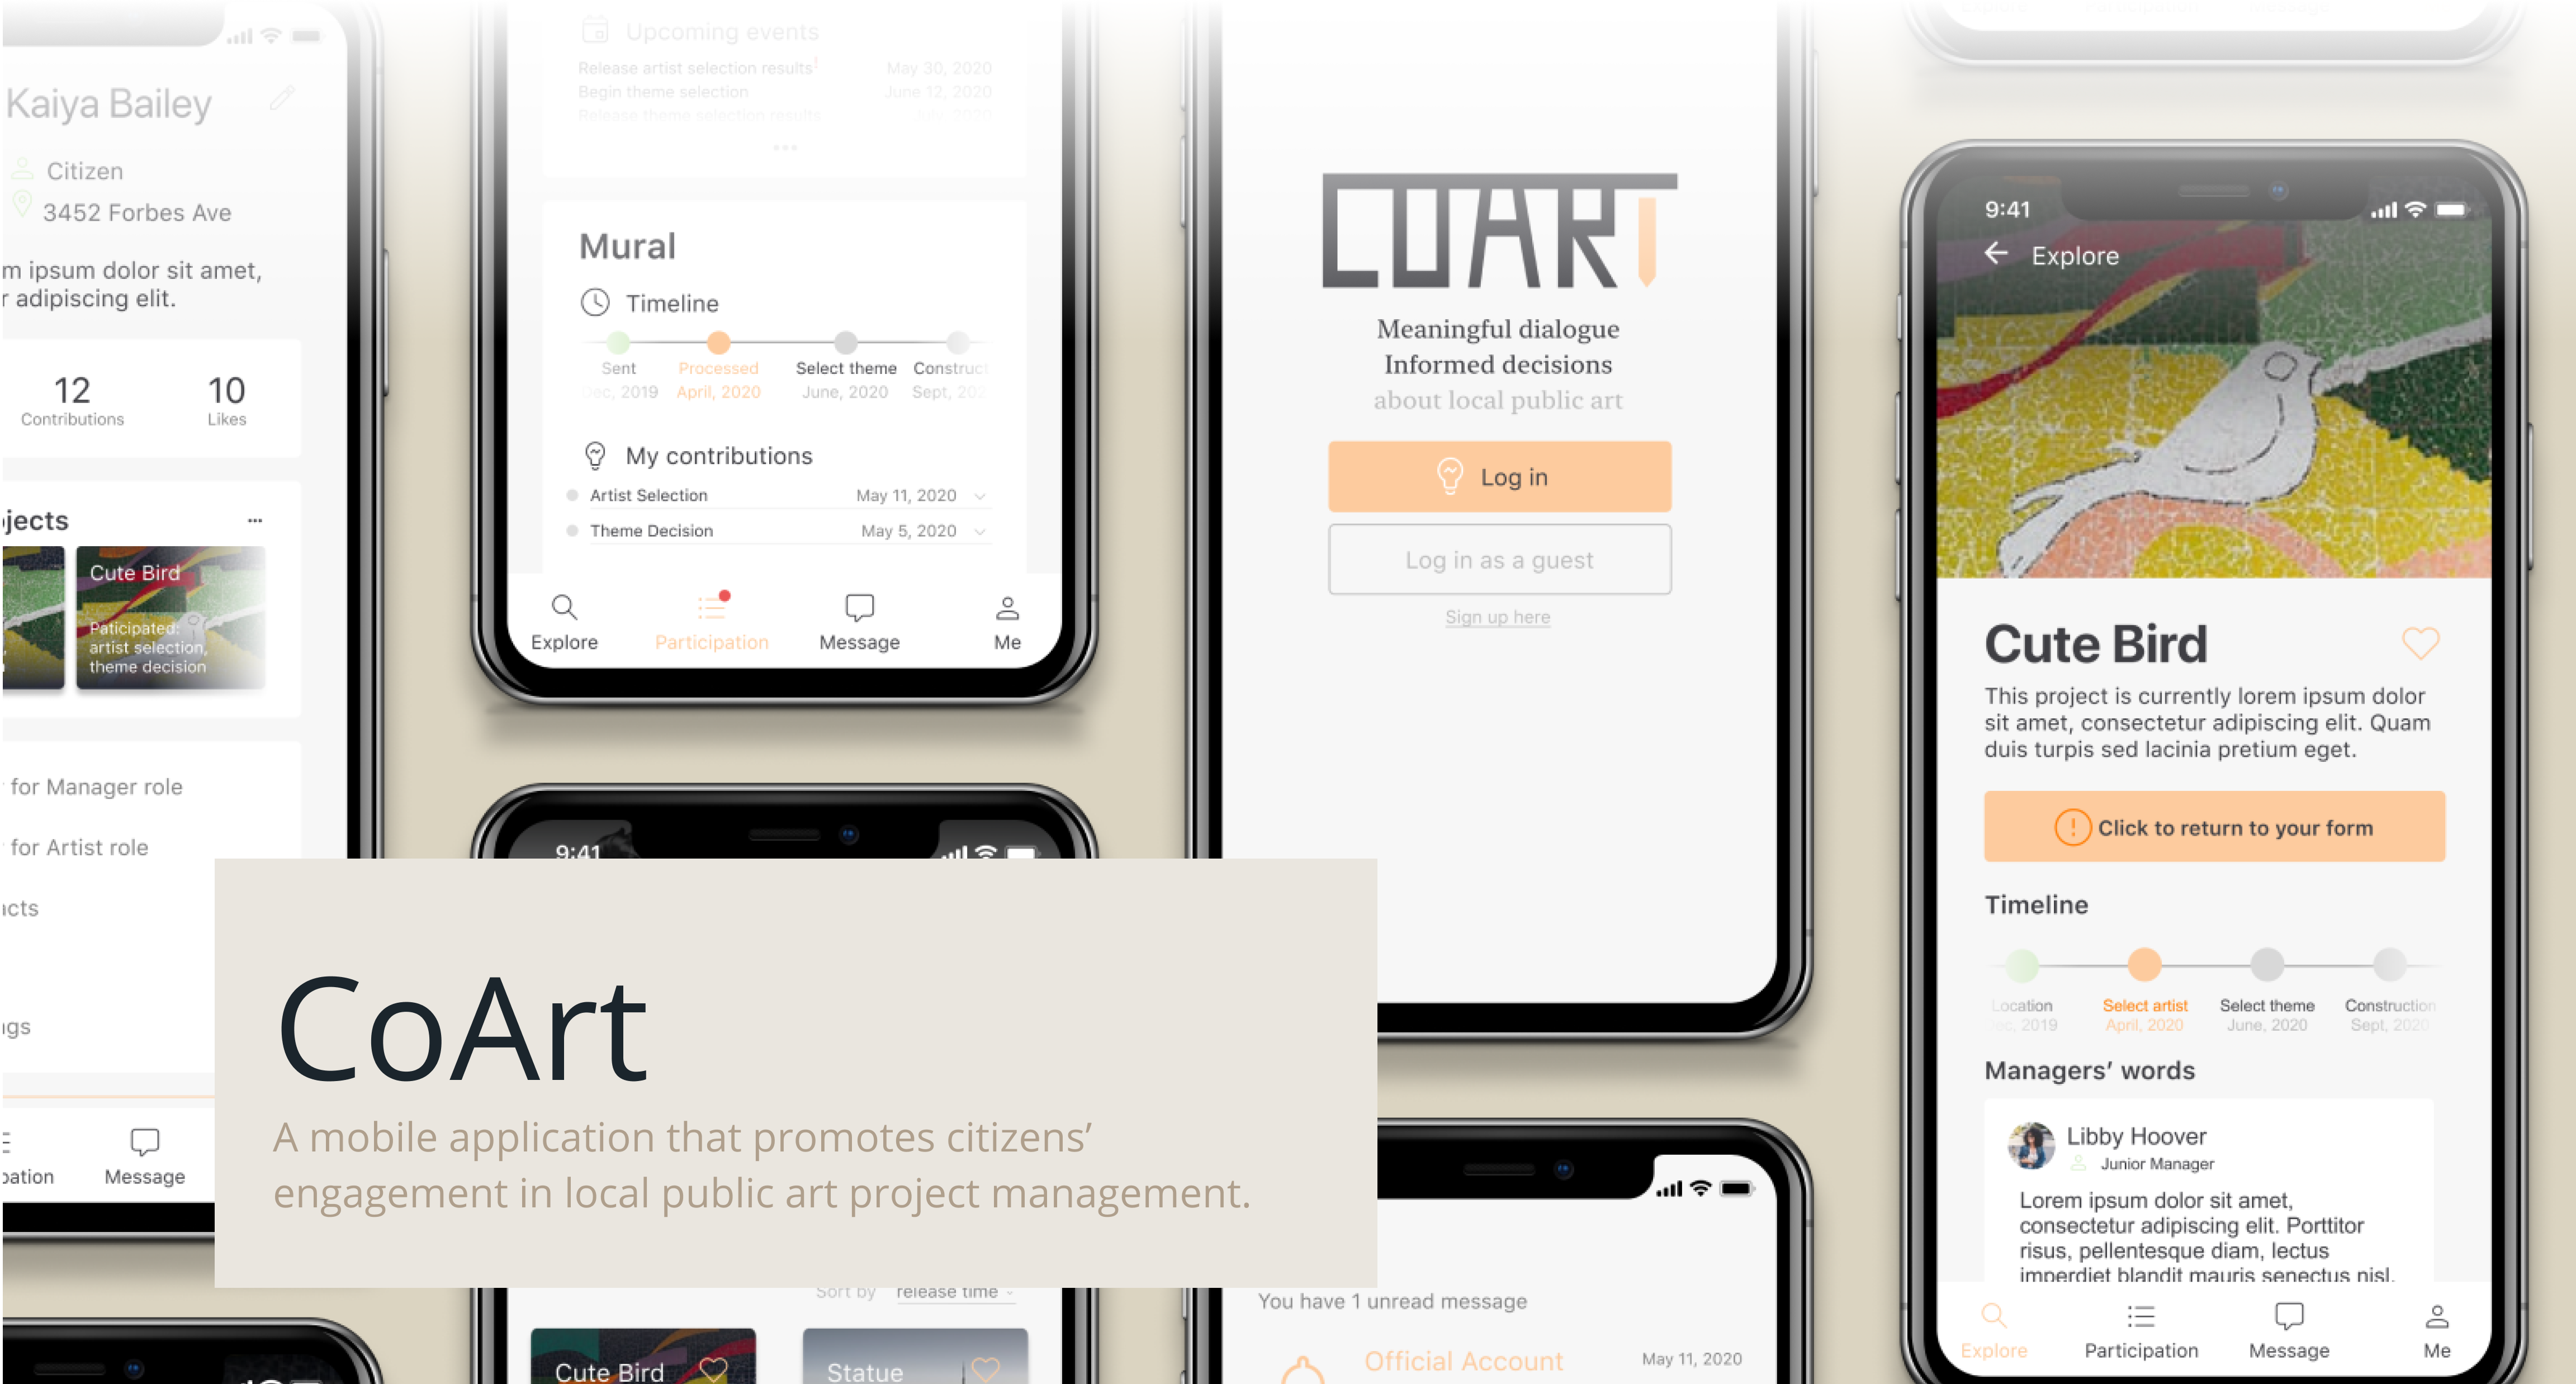 Kaiya Bailey
Citizen
3452 Forbes Ave
m ipsum dolor sit amet,
r adipiscing elit.
12
Contributions
10
Likes
jects
Cute Bird
Paticipated:
artist selection,
theme decision
for Manager role
for Artist role
acts
gs
pation
Message
Upcoming events
Release artist selection results!
May 30, 2020
Begin theme selection
June 12, 2020
Release theme selection results
July, 2020
Mural
Timeline
Sent
Processed
Select theme
Construct
Dec, 2019
April, 2020
June, 2020
Sept, 202
My contributions
Artist Selection
May 11, 2020
Theme Decision
May 5, 2020
Explore
Participation
Message
Me
9:41
COART
Meaningful dialogue
Informed decisions
about local public art
Log in
Log in as a guest
Sign up here
9:41
Explore
Cute Bird
This project is currently lorem ipsum dolor
sit amet, consectetur adipiscing elit. Quam
duis turpis sed lacinia pretium eget.
! Click to return to your form
Timeline
Location
Select artist
Select theme
Construction
ec, 2019
April, 2020
June, 2020
Sept, 2020
Managers' words
Libby Hoover
Junior Manager
Lorem ipsum dolor sit amet,
consectetur adipiscing elit. Porttitor
risus, pellentesque diam, lectus
imperdiet blandit mauris senectus nisl.
Explore
Participation
Message
Me
CoArt
A mobile application that promotes citizens'
engagement in local public art project management.
Sort by release time
Cute Bird
Statue
You have 1 unread message
Official Account
May 11, 2020